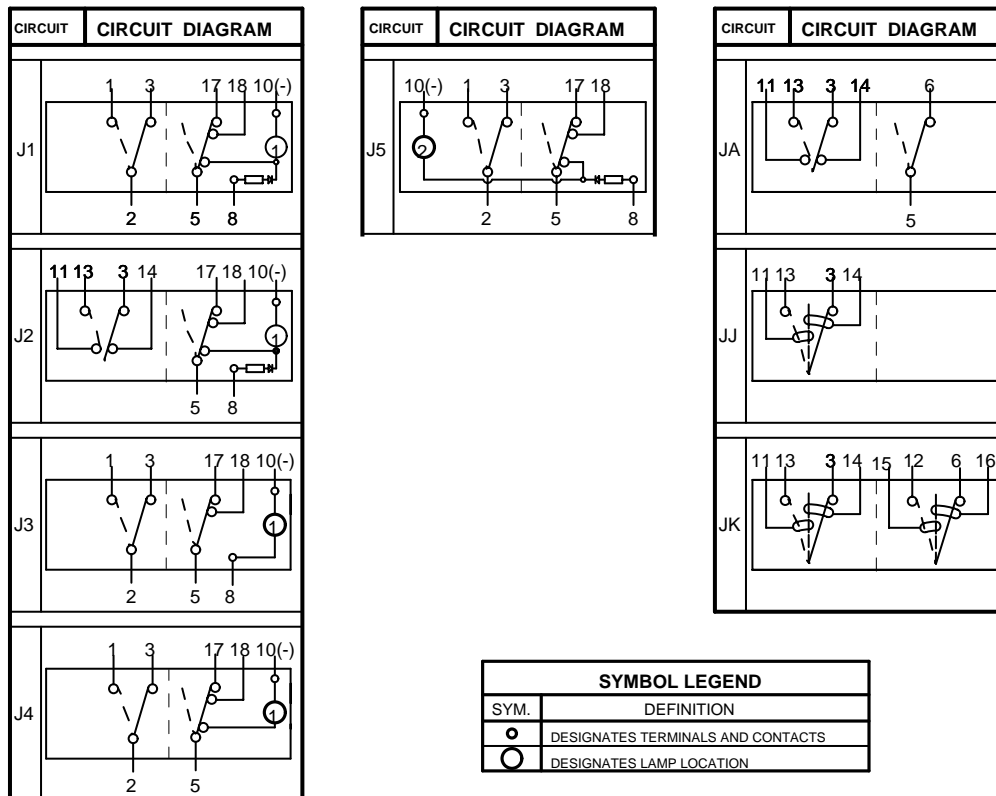 CIRCUIT CIRCUIT DIAGRAM
J1
1 3 17 18 10(-)
1
2 5 8
J2
11 13 3 14 17 18 10(-)
1
5 8
J3
1 3 17 18 10(-)
1
2 5 8
J4
1 3 17 18 10(-)
1
2 5
CIRCUIT CIRCUIT DIAGRAM
J5
10(-) 1 3 17 18
2
2 5 8
CIRCUIT CIRCUIT DIAGRAM
JA
11 13 3 14 6
5
JJ
11 13 3 14
JK
11 13 3 14 15 12 6 16
SYMBOL LEGEND
SYM. DEFINITION
DESIGNATES TERMINALS AND CONTACTS
DESIGNATES LAMP LOCATION